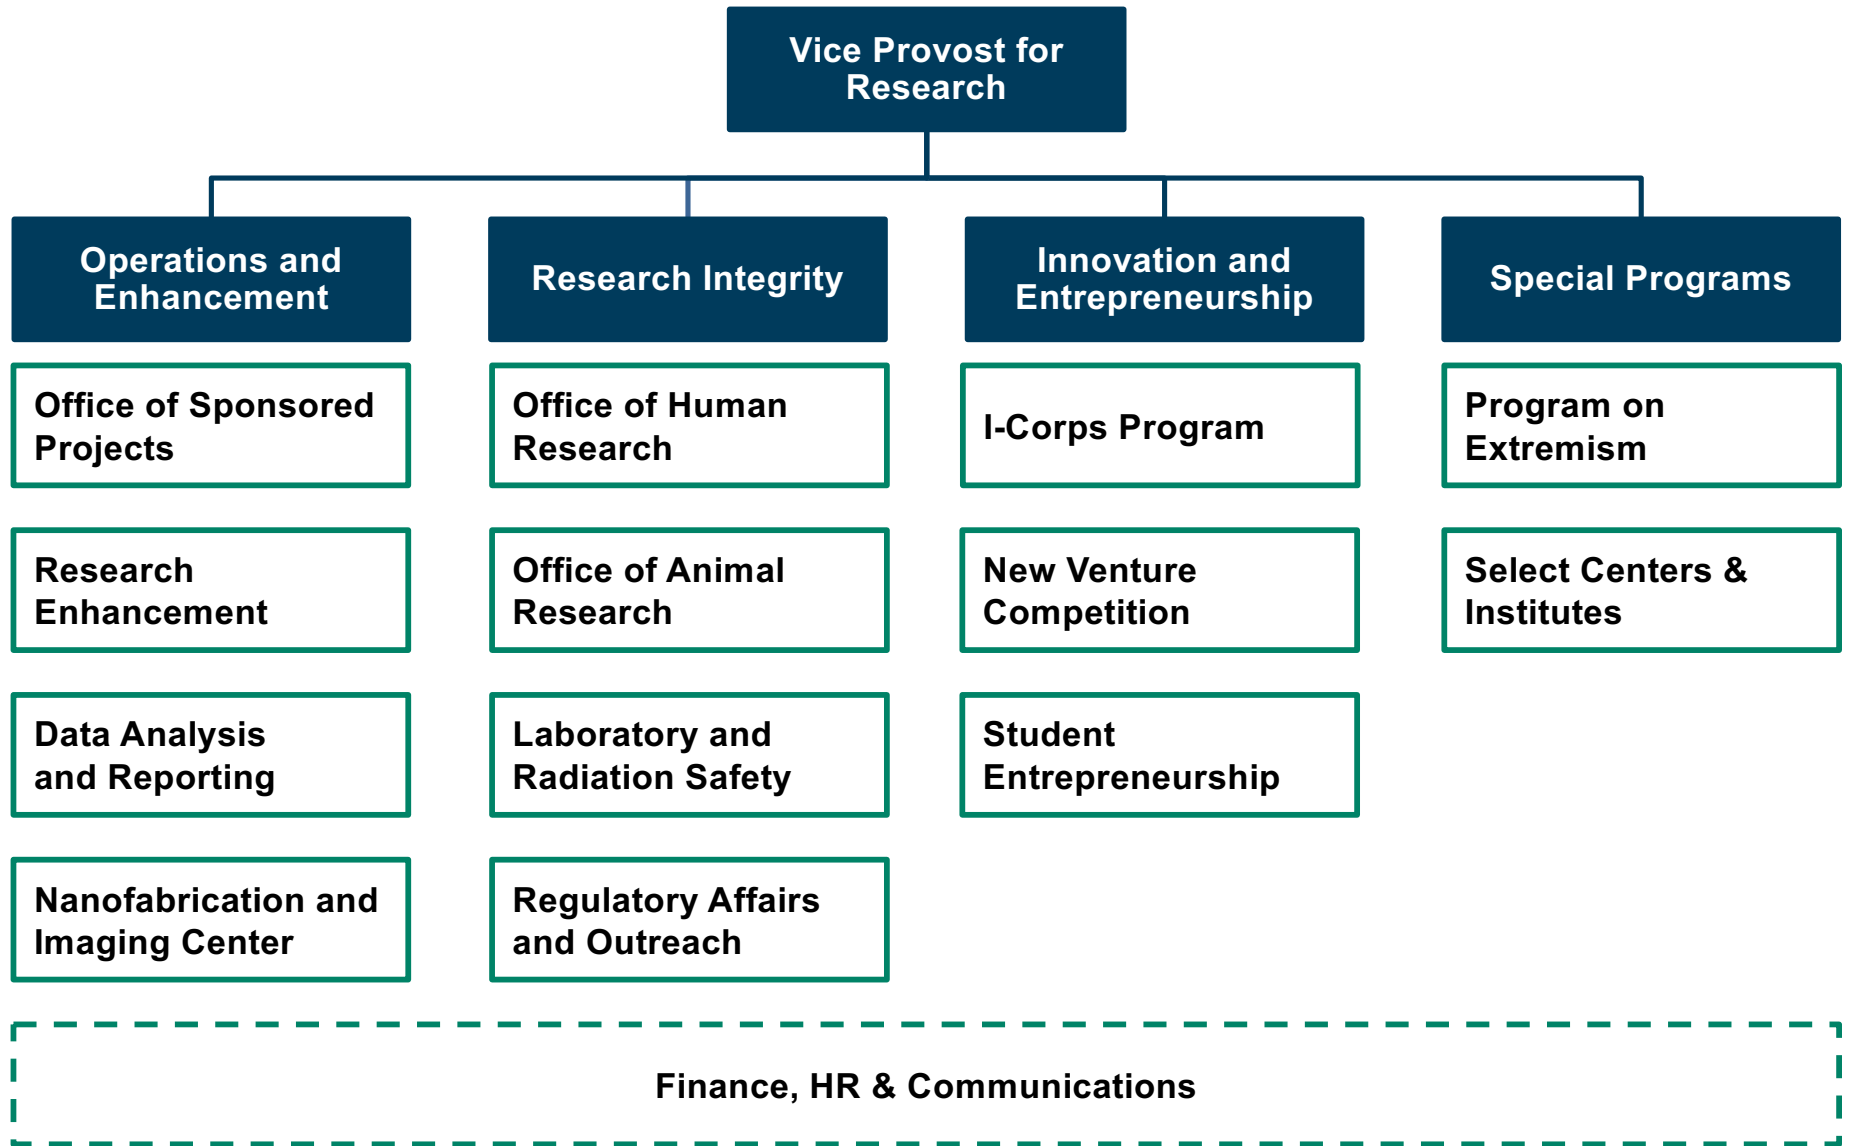 Vice Provost for
Research
Operations and
Enhancement
Research Integrity
Innovation and
Entrepreneurship
Special Programs
Office of Sponsored
Projects
Office of Human
Research
I-Corps Program
Program on
Extremism
Research
Enhancement
Office of Animal
Research
New Venture
Competition
Select Centers &
Institutes
Data Analysis
and Reporting
Laboratory and
Radiation Safety
Student
Entrepreneurship
Nanofabrication and
Imaging Center
Regulatory Affairs
and Outreach
Finance, HR & Communications